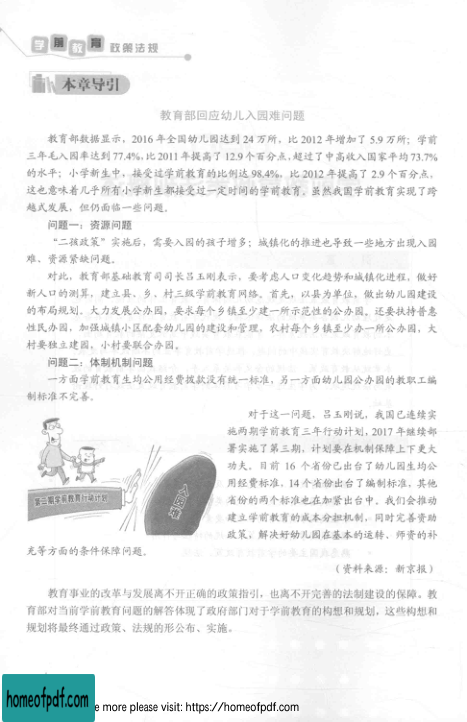 学前教育政策法规
本章导引
教育部回应幼儿入园难问题
教育部数据显示，2016年全国幼儿园达到24万所，比2012年增加了5.9万所；学前
三年毛入园率达到77.4%，比2011年提高了12.9个百分点，超过了中高收入国家平均73.7%
的水平；小学新生中，接受过学前教育的比例达98.4%，比2012年提高了2.9个百分点，
这也意味着几乎所有小学新生都接受过一定时间的学前教育。虽然我国学前教育实现了跨
越式发展，但仍面临一些问题。
问题一：资源问题
“二孩政策”实施后，需要入园的孩子增多；城镇化的推进也导致一些地方出现入园
难、资源紧缺问题。
对此，教育部基础教育司司长吕玉刚表示，要考虑人口变化趋势和城镇化进程，做好
新人口的测算，建立县、乡、村三级学前教育网络。首先，以县为单位，做出幼儿园建设
的布局规划。大力发展公办园，要求每个乡镇至少建一所示范性的公办园。还要扶持普惠
性民办园，加强城镇小区配套幼儿园的建设和管理，农村每个乡镇至少办一所公办园，大
村要独立建园，小村要联合办园。
问题二：体制机制问题
一方面学前教育生均公用经费拨款没有统一标准，另一方面幼儿园公办园的教职工编
制标准不完善。
对于这一问题，吕玉刚说，我国已连续实
施两期学前教育三年行动计划，2017年继续部
署实施了第三期，计划要在机制保障上下更大
功夫。目前16个省份已出台了幼儿园生均公
用经费标准，14个省份出台了编制标准，其他
省份的两个标准也在加紧出台中。我们会推动
建立学前教育的成本分担机制，同时完善资助
政策，解决好幼儿园在基本的运转、师资的补
充等方面的条件保障问题。
第三期学前教育行动计划
入园难
（资料来源：新京报）
教育事业的改革与发展离不开正确的政策指引，也离不开完善的法制建设的保障。教
育部对当前学前教育问题的解答体现了政府部门对于学前教育的构想和规划，这些构想和
规划将最终通过政策、法规的形公布、实施。
homeofpdf.com
e more please visit: https://homeofpdf.com